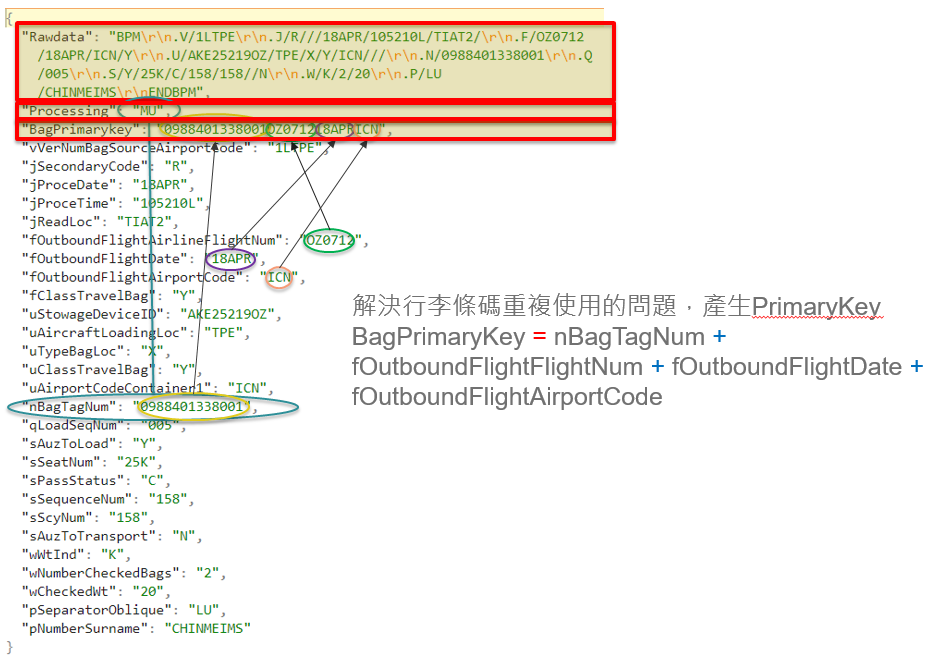 {
"Rawdata": "BPM\r\n.V/1LTPE\r\n.J/R///18APR/105210L/TIAT2/\r\n.F/OZ0712
/18APR/ICN/Y\r\n.U/AKE25219OZ/TPE/X/Y/ICN///\r\n.N/0988401338001\r\n.Q
/005\r\n.S/Y/25K/C/158/158//N\r\n.W/K/2/20\r\n.P/LU
/CHINMEIMS\r\nENDBPM",
"Processing": "MU",
"BagPrimarykey": "0988401338001OZ071218APRICN",
"vVerNumBagSourceAirportCode": "1LTPE",
"jSecondaryCode": "R",
"jProceDate": "18APR",
"jProceTime": "105210L",
"jReadLoc": "TIAT2",
"fOutboundFlightAirlineFlightNum": "OZ0712",
"fOutboundFlightDate": "18APR",
"fOutboundFlightAirportCode": "ICN",
"fClassTravelBag": "Y",
"uStowageDeviceID": "AKE25219OZ",
"uAircraftLoadingLoc": "TPE",
"uTypeBagLoc": "X",
"uClassTravelBag": "Y",
"uAirportCodeContainer1": "ICN",
"nBagTagNum": "0988401338001",
"qLoadSeqNum": "005",
"sAuzToLoad": "Y",
"sSeatNum": "25K",
"sPassStatus": "C",
"sSequenceNum": "158",
"sScyNum": "158",
"sAuzToTransport": "N",
"wWtInd": "K",
"wNumberCheckedBags": "2",
"wCheckedWt": "20",
"pSeparatorOblique": "LU",
"pNumberSurname": "CHINMEIMS"
}
解決行李條碼重複使用的問題，產生PrimaryKey
BagPrimaryKey = nBagTagNum +
fOutboundFlightFlightNum + fOutboundFlightDate +
fOutboundFlightAirportCode